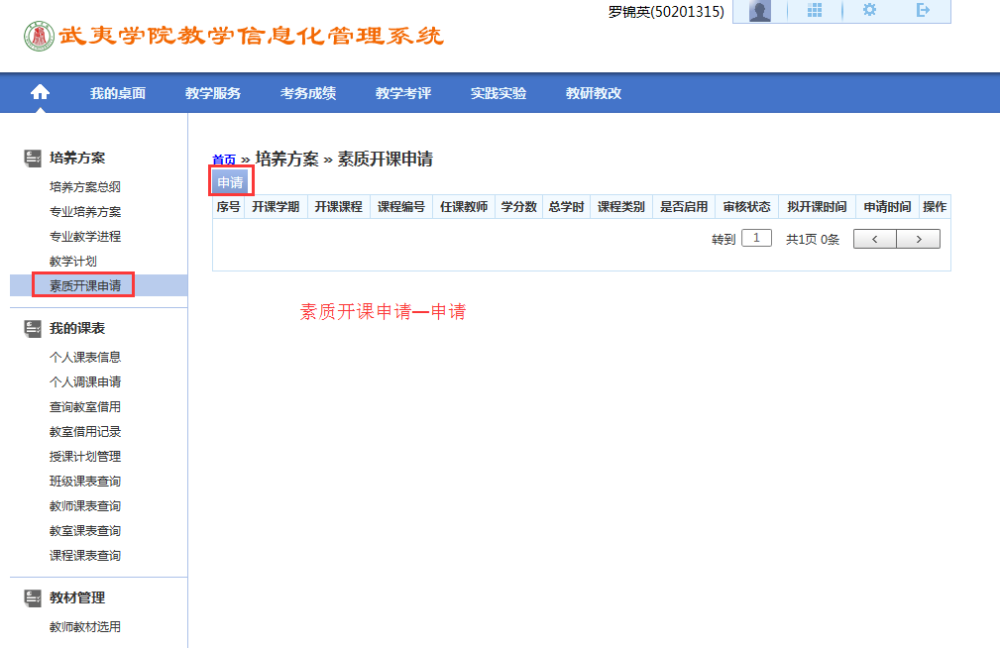 罗锦英(50201315)
武夷学院教学信息化管理系统
我的桌面 教学服务 考务成绩 教学考评 实践实验 教研教改
培养方案
培养方案总纲
专业培养方案
专业教学进程
教学计划
素质开课申请
我的课表
个人课表信息
个人调课申请
查询教室借用
教室借用记录
授课计划管理
班级课表查询
教师课表查询
教室课表查询
课程课表查询
教材管理
教师教材选用
首页 » 培养方案 » 素质开课申请
申请
序号 开课学期 开课课程 课程编号 任课教师 学分数 总学时 课程类别 是否启用 审核状态 拟开课时间 申请时间 操作
转到 1 共1页 0条 < >
素质开课申请—申请